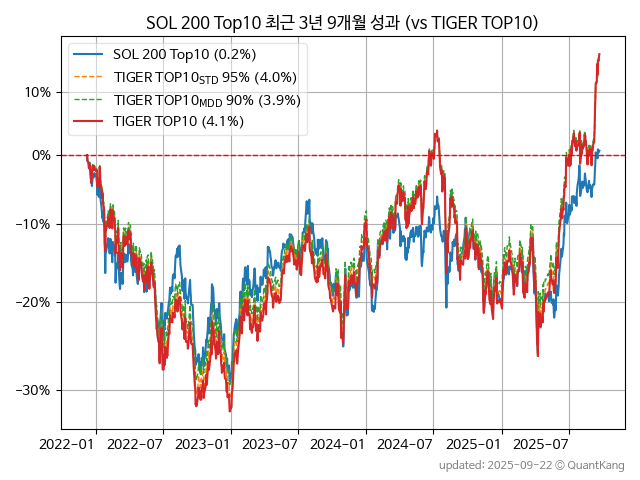 SOL 200 Top10 최근 3년 9개월 성과 (vs TIGER TOP10)
SOL 200 Top10 (0.2%)
TIGER TOP10STD 95% (4.0%)
TIGER TOP10MDD 90% (3.9%)
TIGER TOP10 (4.1%)
10%
0%
−10%
−20%
−30%
2022-01 2022-07 2023-01 2023-07 2024-01 2024-07 2025-01 2025-07
updated: 2025-09-22 © QuantKang